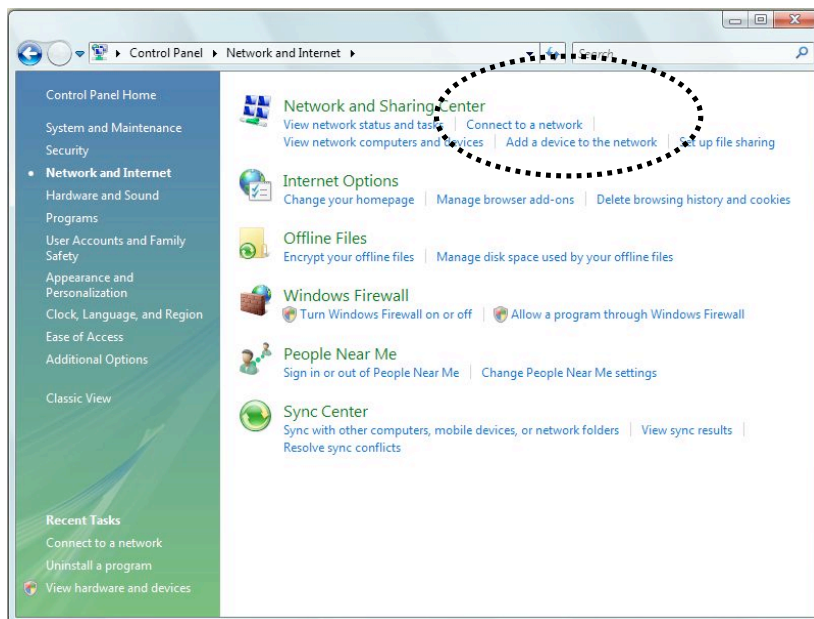 Control Panel ▸ Network and Internet ▸
Search
Control Panel Home
System and Maintenance
Security
• Network and Internet
Hardware and Sound
Programs
User Accounts and Family
Safety
Appearance and
Personalization
Clock, Language, and Region
Ease of Access
Additional Options
Classic View
Recent Tasks
Connect to a network
Uninstall a program
View hardware and devices
Network and Sharing Center
View network status and tasks | Connect to a network |
View network computers and devices | Add a device to the network | Set up file sharing
Internet Options
Change your homepage | Manage browser add-ons | Delete browsing history and cookies
Offline Files
Encrypt your offline files | Manage disk space used by your offline files
Windows Firewall
Turn Windows Firewall on or off | Allow a program through Windows Firewall
People Near Me
Sign in or out of People Near Me | Change People Near Me settings
Sync Center
Sync with other computers, mobile devices, or network folders | View sync results |
Resolve sync conflicts